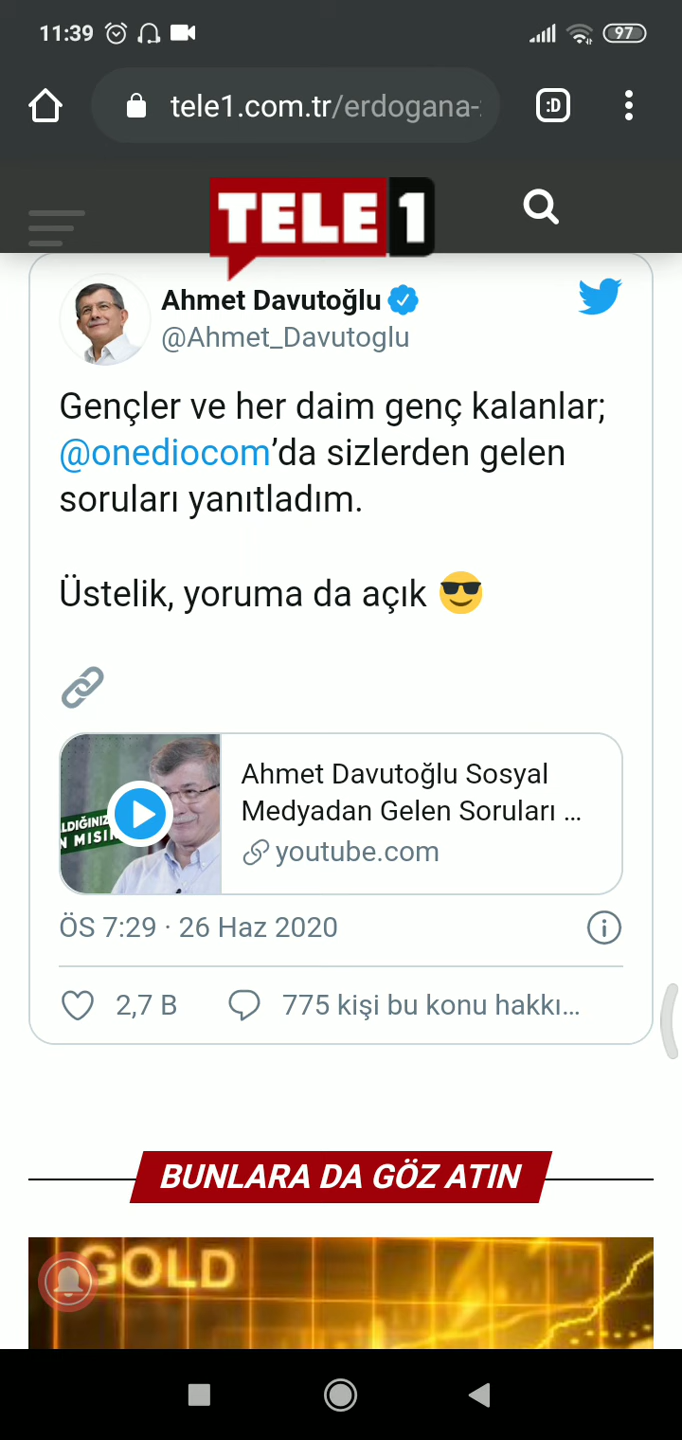 11:39
97
tele1.com.tr/erdogana-
:D
TELE1
Ahmet Davutoğlu
@Ahmet_Davutoglu
Gençler ve her daim genç kalanlar;
@onediocom'da sizlerden gelen
soruları yanıtladım.
Üstelik, yoruma da açık 😎
LDIĞINIZ
N MISI
Ahmet Davutoğlu Sosyal
Medyadan Gelen Soruları ...
youtube.com
ÖS 7:29 · 26 Haz 2020
2,7 B
775 kişi bu konu hakkı...
BUNLARA DA GÖZ ATIN
GOLD